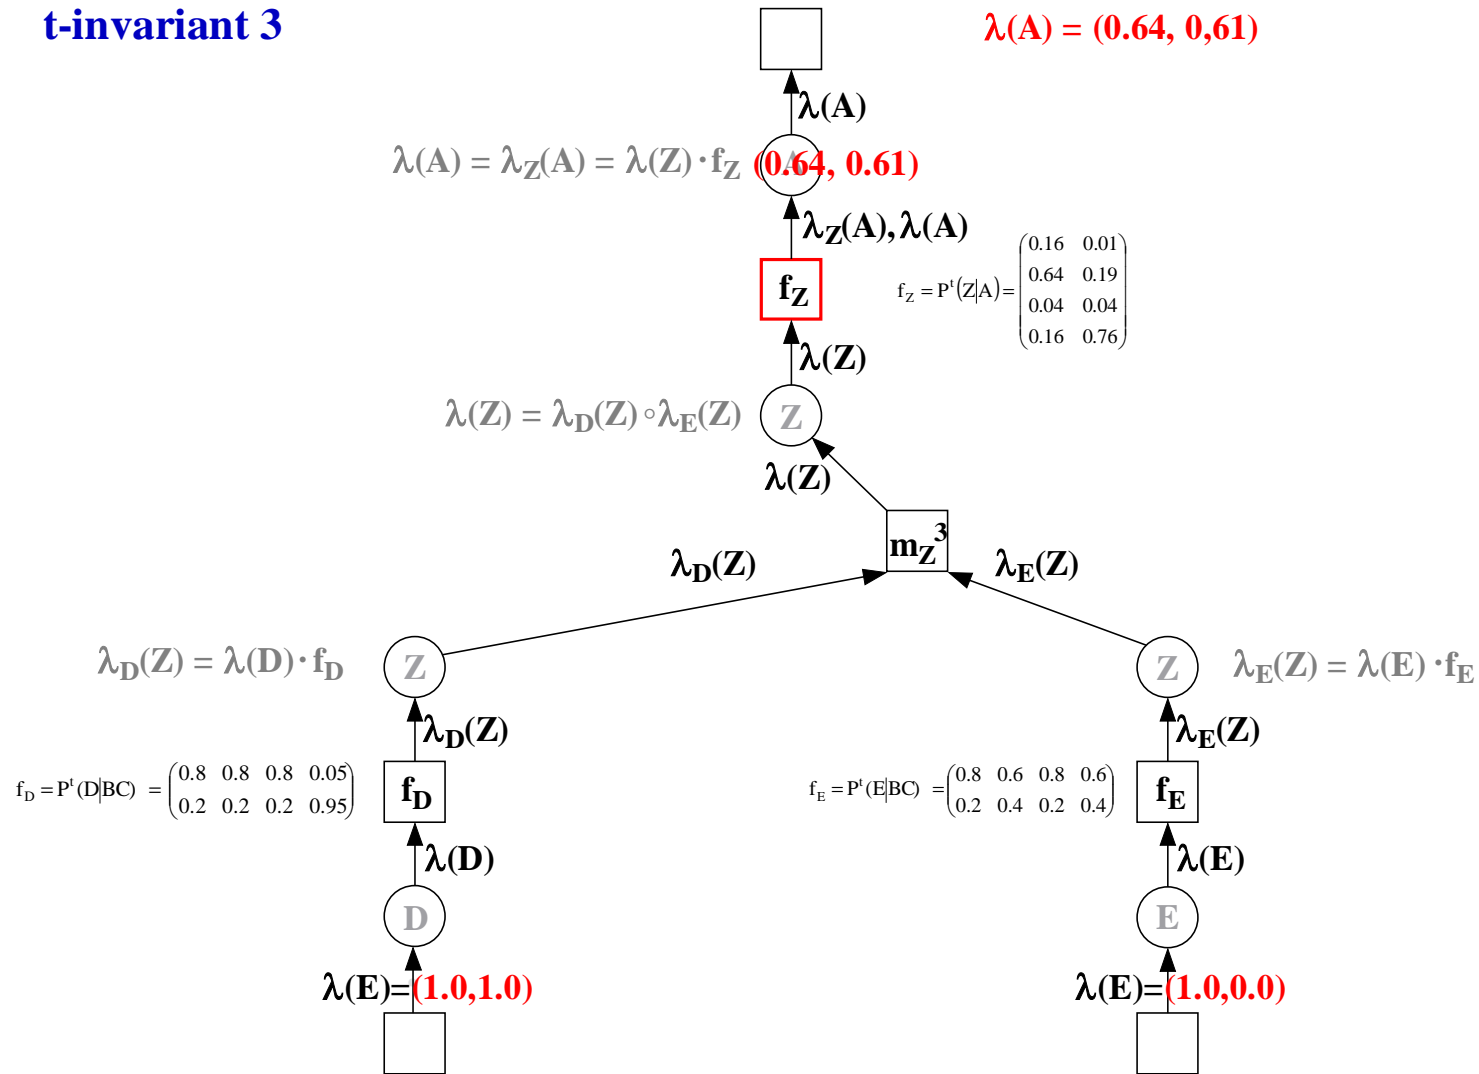 t-invariant 3
λ(A) = (0.64, 0,61)
λ(A)
λ(A) = λZ(A) = λ(Z)·fZ (0.64, 0.61)
A
λZ(A),λ(A)
fZ
fZ = Pt(Z|A) = (0.16 0.01
0.64 0.19
0.04 0.04
0.16 0.76)
λ(Z)
λ(Z) = λD(Z)∘λE(Z)
Z
λ(Z)
mZ3
λD(Z)
λE(Z)
λD(Z) = λ(D)·fD
Z
Z
λE(Z) = λ(E)·fE
λD(Z)
λE(Z)
fD = Pt(D|BC) = (0.8 0.8 0.8 0.05
0.2 0.2 0.2 0.95)
fD
fE = Pt(E|BC) = (0.8 0.6 0.8 0.6
0.2 0.4 0.2 0.4)
fE
λ(D)
λ(E)
D
E
λ(E)=(1.0,1.0)
λ(E)=(1.0,0.0)